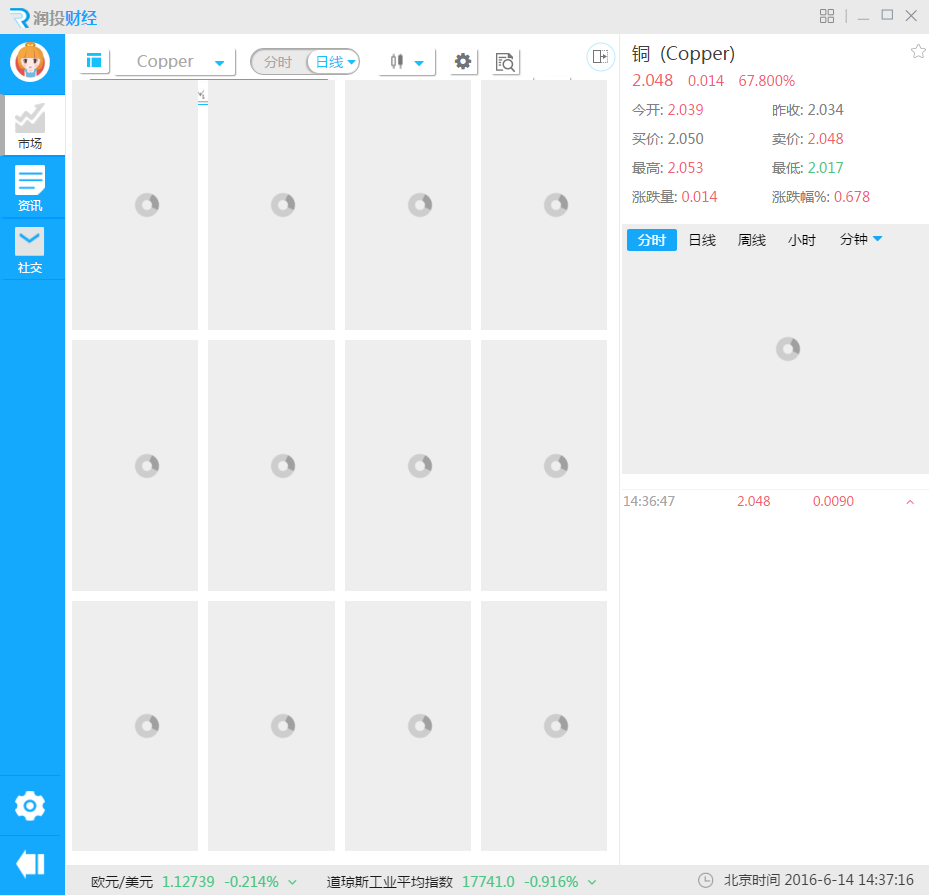 润投财经
市场
资讯
社交
Copper
分时 日线
铜 (Copper)
2.048 0.014 67.800%
今开: 2.039 昨收: 2.034
买价: 2.050 卖价: 2.048
最高: 2.053 最低: 2.017
涨跌量: 0.014 涨跌幅%: 0.678
分时 日线 周线 小时 分钟
14:36:47 2.048 0.0090
欧元/美元 1.12739 -0.214% 道琼斯工业平均指数 17741.0 -0.916% 北京时间 2016-6-14 14:37:16